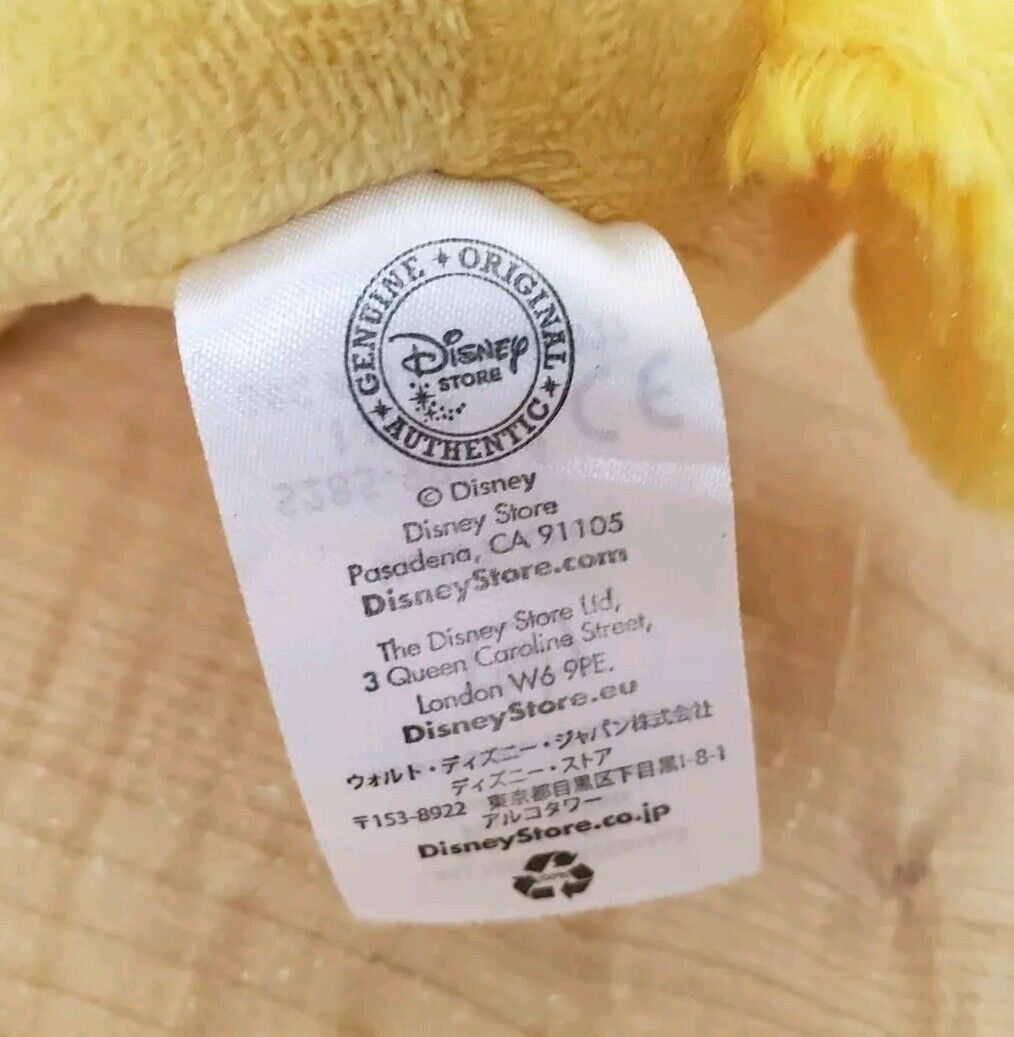 GENUINE ORIGINAL AUTHENTIC
Disney
STORE
CE
© Disney
Disney Store
Pasadena, CA 91105
DisneyStore.com
The Disney Store Ltd,
3 Queen Caroline Street,
London W6 9PE.
DisneyStore.eu
ウォルト・ディズニー・ジャパン株式会社
ディズニー・ストア
〒153-8922 東京都目黒区下目黒1-8-1
アルコタワー
DisneyStore.co.jp